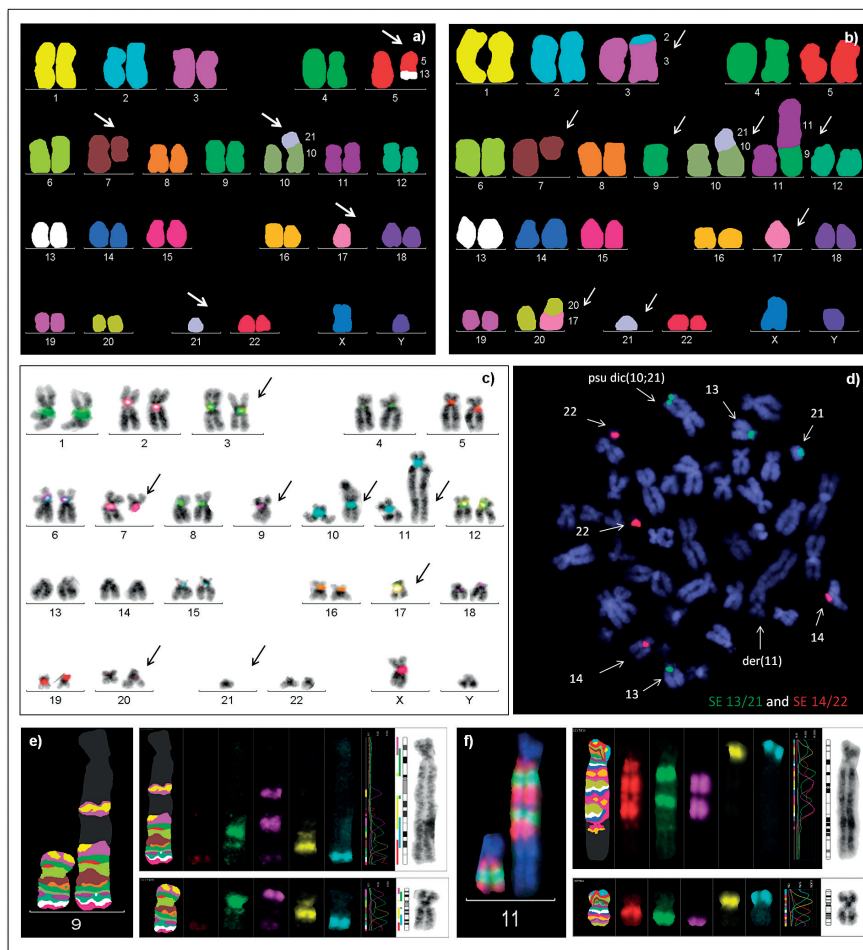 a)
5
13
1 2 3 4 5
21
10
6 7 8 9 10 11 12
13 14 15 16 17 18
19 20 21 22 X Y
b)
2
3
1 2 3 4 5
11
21
10
9
6 7 8 9 10 11 12
13 14 15 16 17 18
20
17
19 20 21 22 X Y
c)
1 2 3 4 5
6 7 8 9 10 11 12
13 14 15 16 17 18
19 20 21 22 X Y
d)
psu dic(10;21)
13
22
21
22
14
14
der(11)
13
SE 13/21 and SE 14/22
e)
9
f)
11